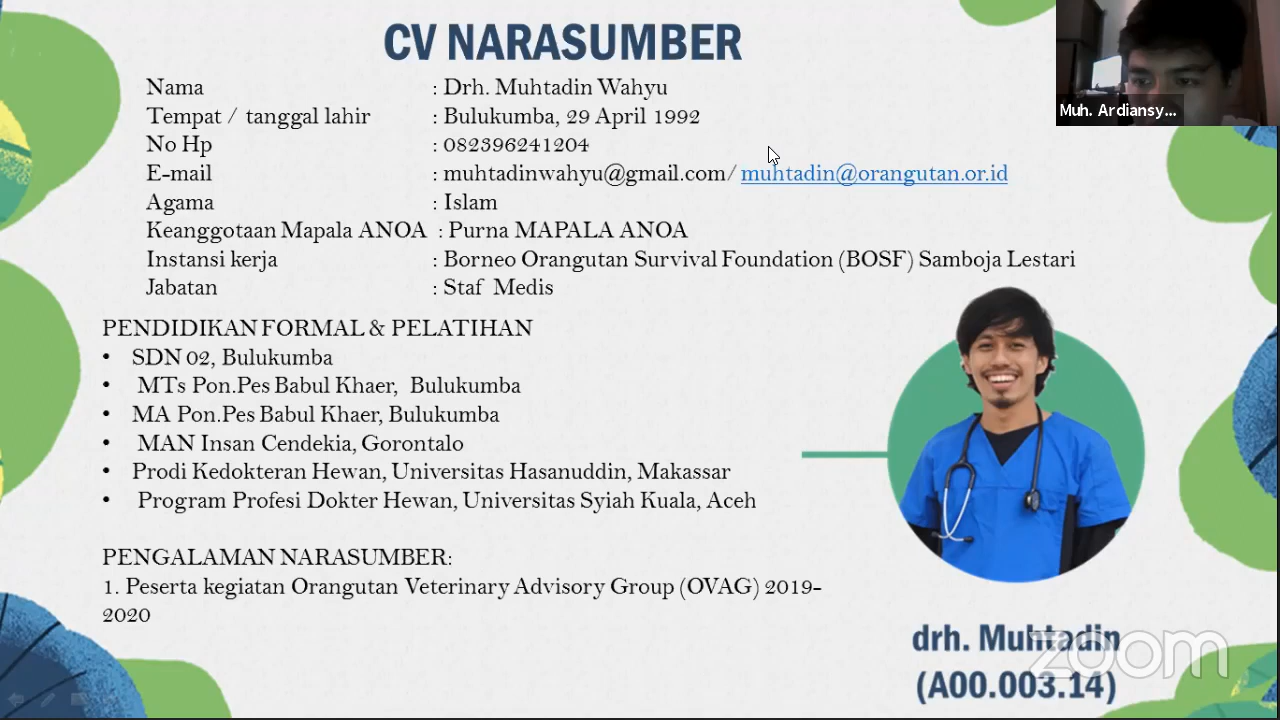 CV NARASUMBER
Nama : Drh. Muhtadin Wahyu
Tempat / tanggal lahir : Bulukumba, 29 April 1992
No Hp : 082396241204
E-mail : muhtadinwahyu@gmail.com/ muhtadin@orangutan.or.id
Agama : Islam
Keanggotaan Mapala ANOA : Purna MAPALA ANOA
Instansi kerja : Borneo Orangutan Survival Foundation (BOSF) Samboja Lestari
Jabatan : Staf Medis
PENDIDIKAN FORMAL & PELATIHAN
• SDN 02, Bulukumba
• MTs Pon.Pes Babul Khaer, Bulukumba
• MA Pon.Pes Babul Khaer, Bulukumba
• MAN Insan Cendekia, Gorontalo
• Prodi Kedokteran Hewan, Universitas Hasanuddin, Makassar
• Program Profesi Dokter Hewan, Universitas Syiah Kuala, Aceh
PENGALAMAN NARASUMBER:
1. Peserta kegiatan Orangutan Veterinary Advisory Group (OVAG) 2019-
2020
Muh. Ardiansy...
drh. Muhtadin
(A00.003.14)
zoom